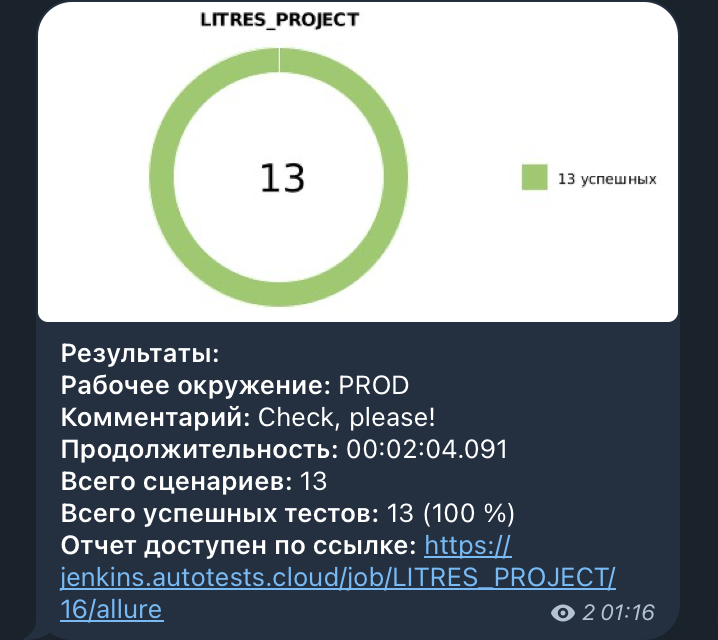 LITRES_PROJECT
13
13 успешных
Результаты:
Рабочее окружение: PROD
Комментарий: Check, please!
Продолжительность: 00:02:04.091
Всего сценариев: 13
Всего успешных тестов: 13 (100 %)
Отчет доступен по ссылке: https://
jenkins.autotests.cloud/job/LITRES_PROJECT/
16/allure
2 01:16